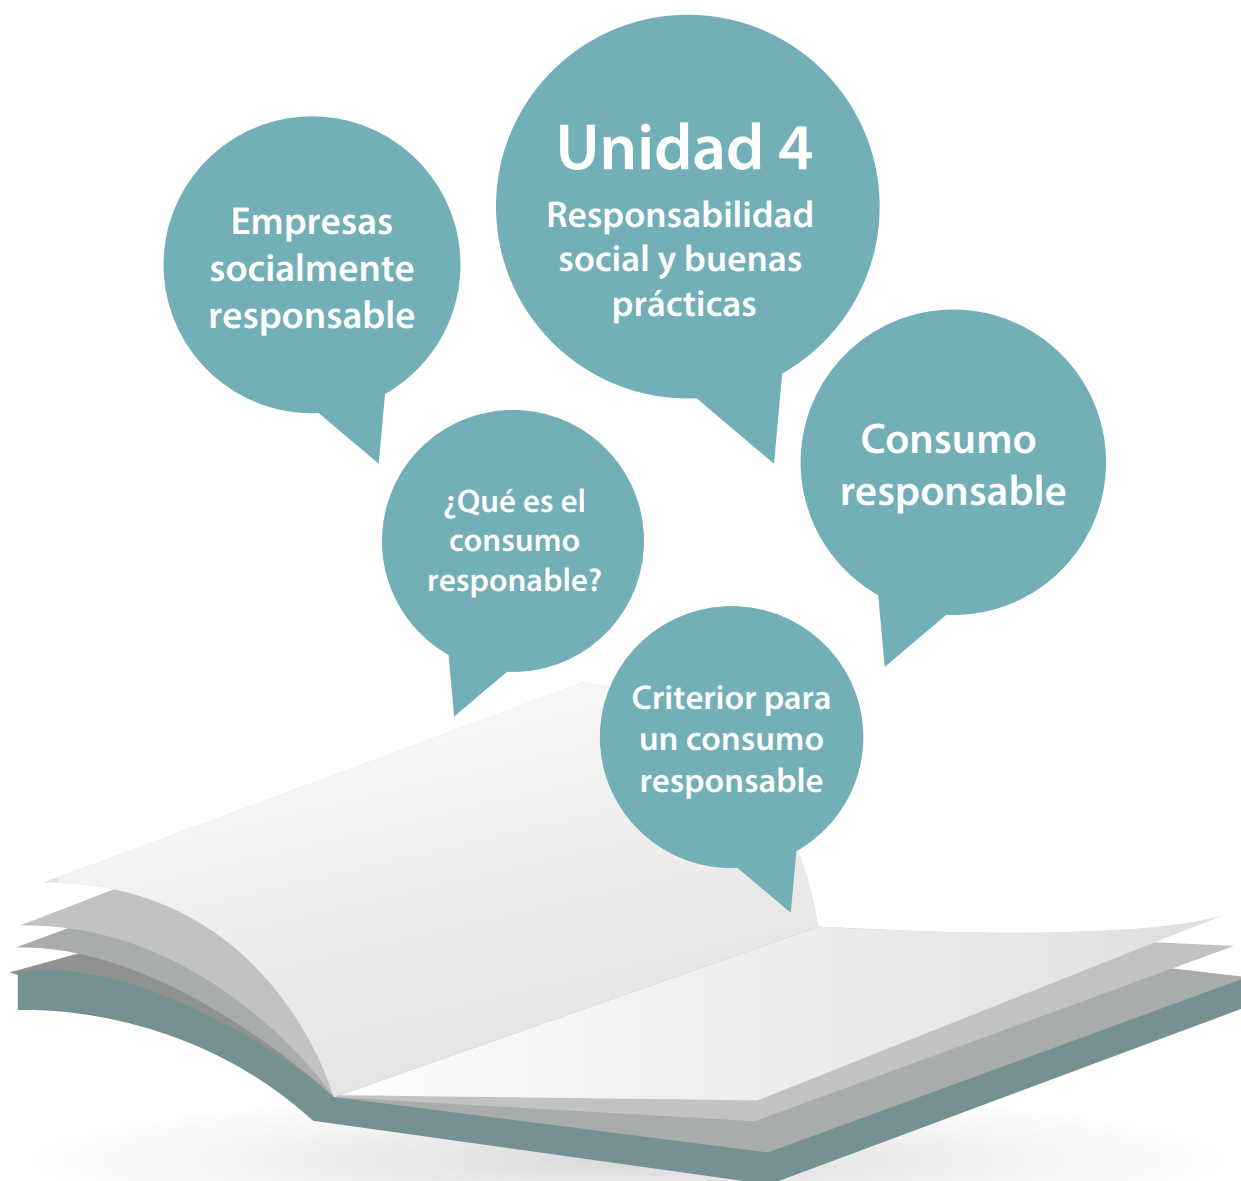 Unidad 4
Responsabilidad
social y buenas
prácticas
Empresas
socialmente
responsable
Consumo
responsable
¿Qué es el
consumo
responable?
Criterior para
un consumo
responsable